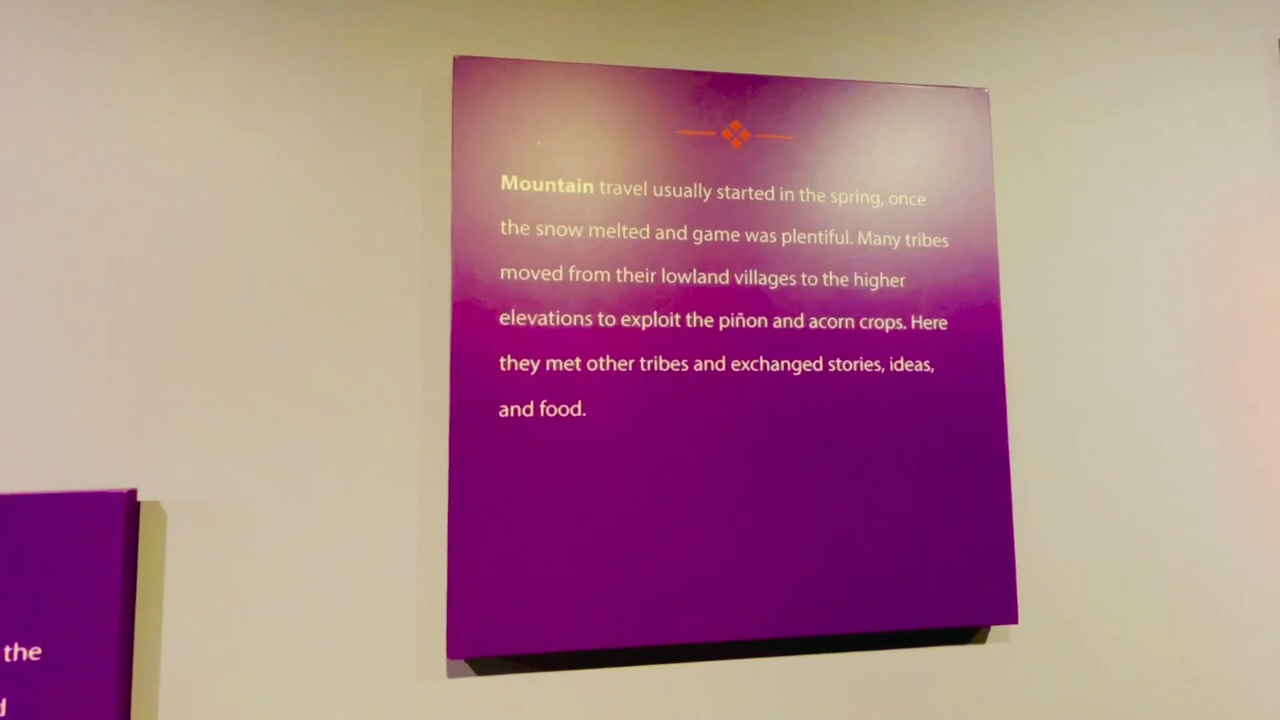 Mountain travel usually started in the spring, once
the snow melted and game was plentiful. Many tribes
moved from their lowland villages to the higher
elevations to exploit the piñon and acorn crops. Here
they met other tribes and exchanged stories, ideas,
and food.
the